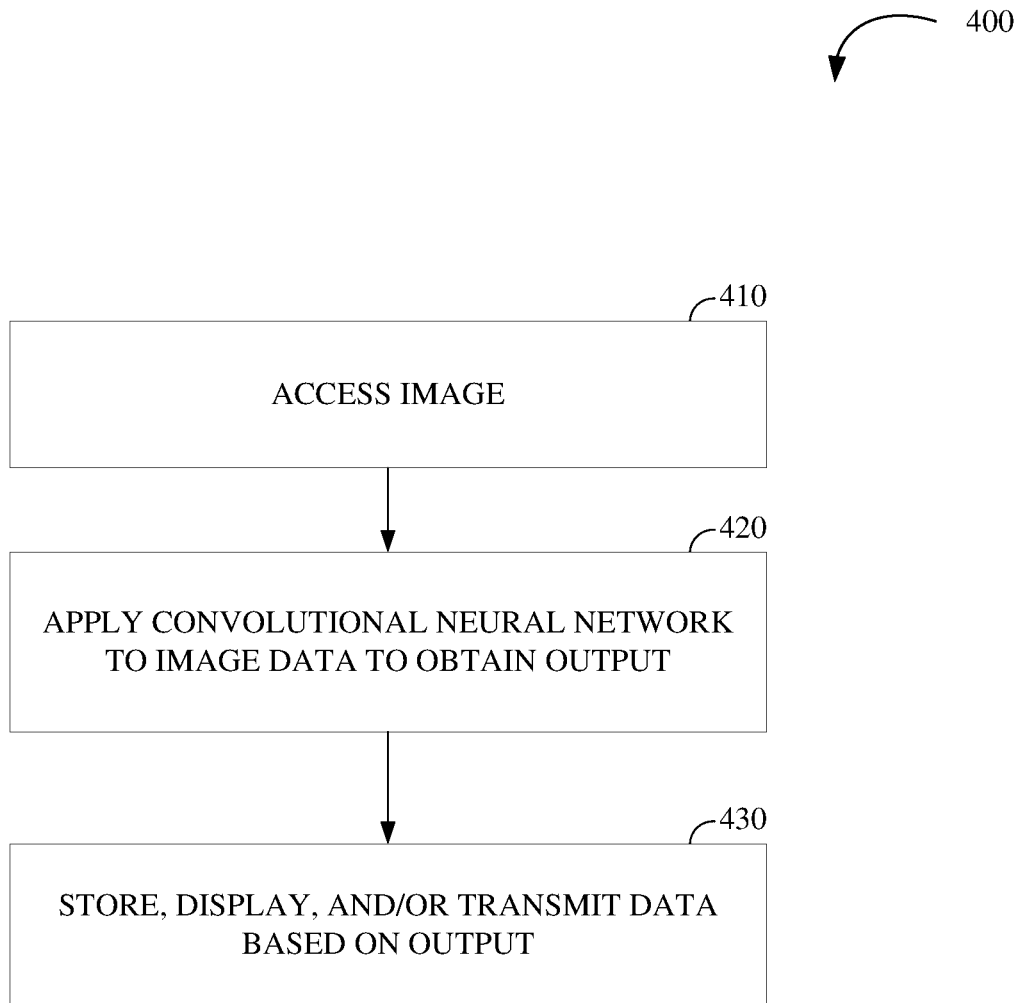 400
410
ACCESS IMAGE
420
APPLY CONVOLUTIONAL NEURAL NETWORK
TO IMAGE DATA TO OBTAIN OUTPUT
430
STORE, DISPLAY, AND/OR TRANSMIT DATA
BASED ON OUTPUT